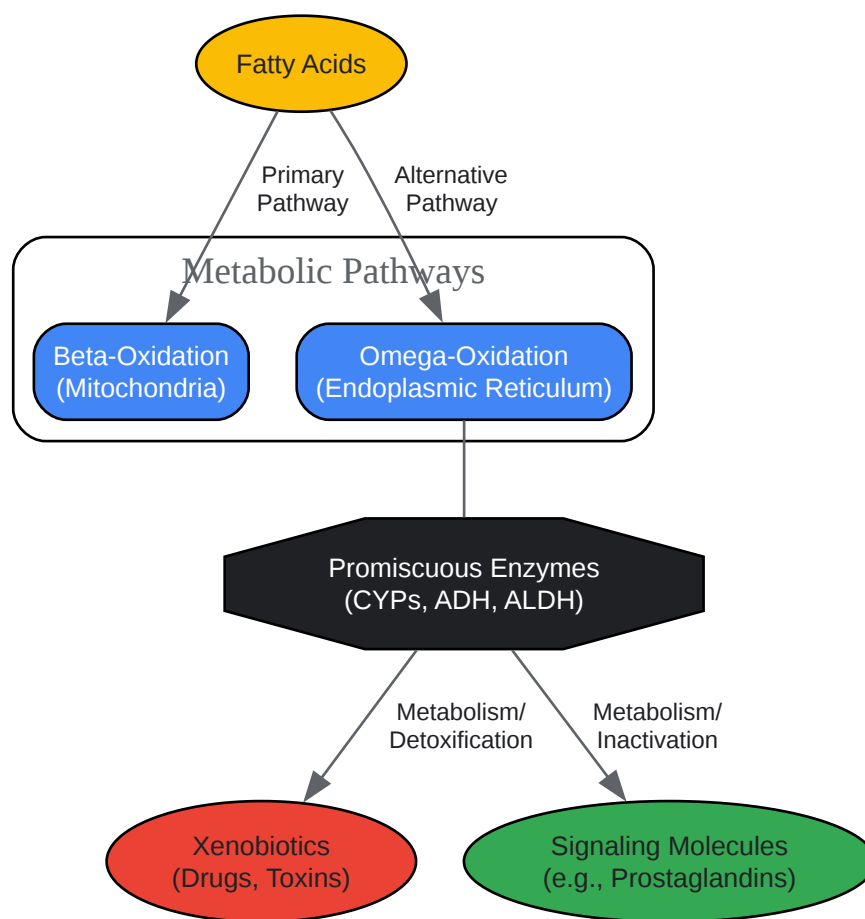 Fatty Acids
Primary
Pathway
Alternative
Pathway
Metabolic Pathways
Beta-Oxidation
(Mitochondria)
Omega-Oxidation
(Endoplasmic Reticulum)
Promiscuous Enzymes
(CYPs, ADH, ALDH)
Metabolism/
Detoxification
Metabolism/
Inactivation
Xenobiotics
(Drugs, Toxins)
Signaling Molecules
(e.g., Prostaglandins)